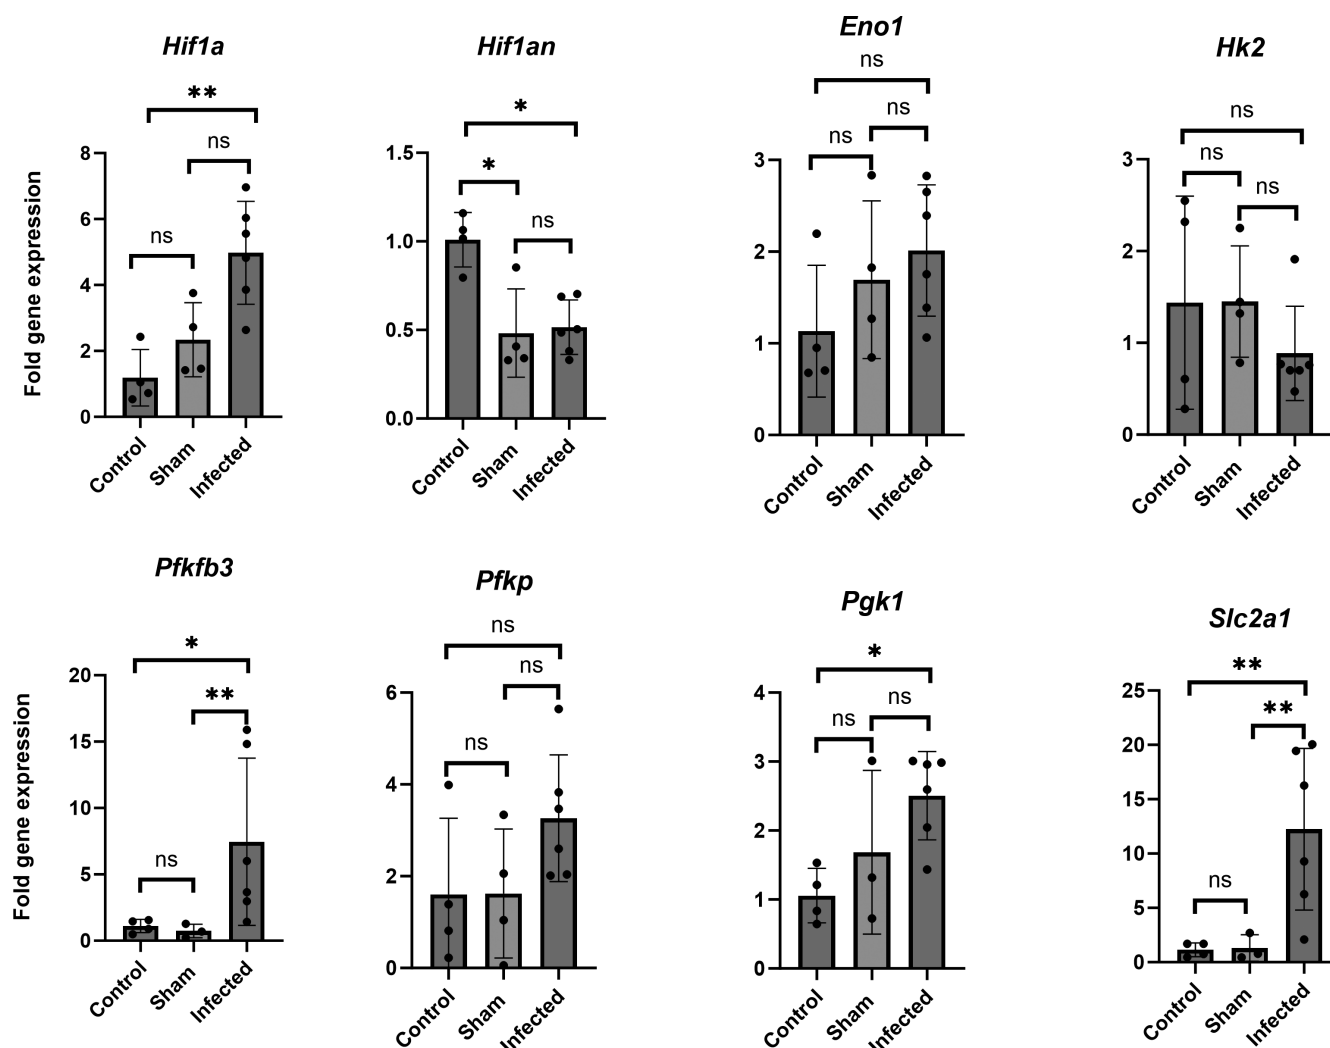 Hif1a
**
ns
ns
Fold gene expression
8
6
4
2
0
Control
Sham
Infected
Hif1an
*
*
ns
1.5
1.0
0.5
0.0
Control
Sham
Infected
Eno1
ns
ns
ns
3
2
1
0
Control
Sham
Infected
Hk2
ns
ns
ns
3
2
1
0
Control
Sham
Infected
Pfkfb3
*
**
ns
Fold gene expression
20
15
10
5
0
Control
Sham
Infected
Pfkp
ns
ns
ns
6
4
2
0
Control
Sham
Infected
Pgk1
*
ns
ns
4
3
2
1
0
Control
Sham
Infected
Slc2a1
**
**
ns
25
20
15
10
5
0
Control
Sham
Infected